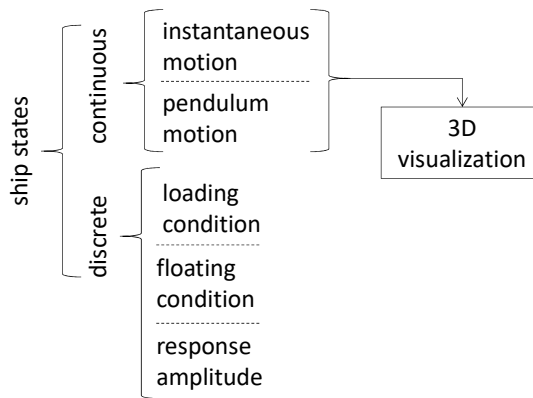 ship states
continuous
instantaneous
motion
pendulum
motion
3D
visualization
discrete
loading
condition
floating
condition
response
amplitude